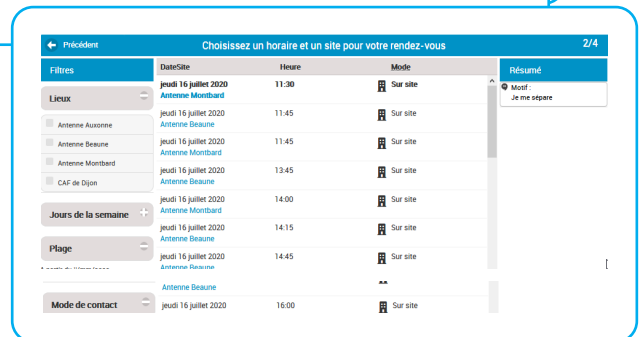 Précédent
Choisissez un horaire et un site pour votre rendez-vous
2/4
Filtres
Lieux
Antenne Auxonne
Antenne Beaune
Antenne Montbard
CAF de Dijon
Jours de la semaine
Plage
Mode de contact
DateSite Heure Mode
jeudi 16 juillet 2020 11:30 Sur site
Antenne Montbard
jeudi 16 juillet 2020 11:45 Sur site
Antenne Beaune
jeudi 16 juillet 2020 11:45 Sur site
Antenne Montbard
jeudi 16 juillet 2020 13:45 Sur site
Antenne Beaune
jeudi 16 juillet 2020 14:00 Sur site
Antenne Montbard
jeudi 16 juillet 2020 14:15 Sur site
Antenne Beaune
jeudi 16 juillet 2020 14:45 Sur site
Antenne Beaune
Antenne Beaune
jeudi 16 juillet 2020 16:00 Sur site
Résumé
Motif :
Je me sépare